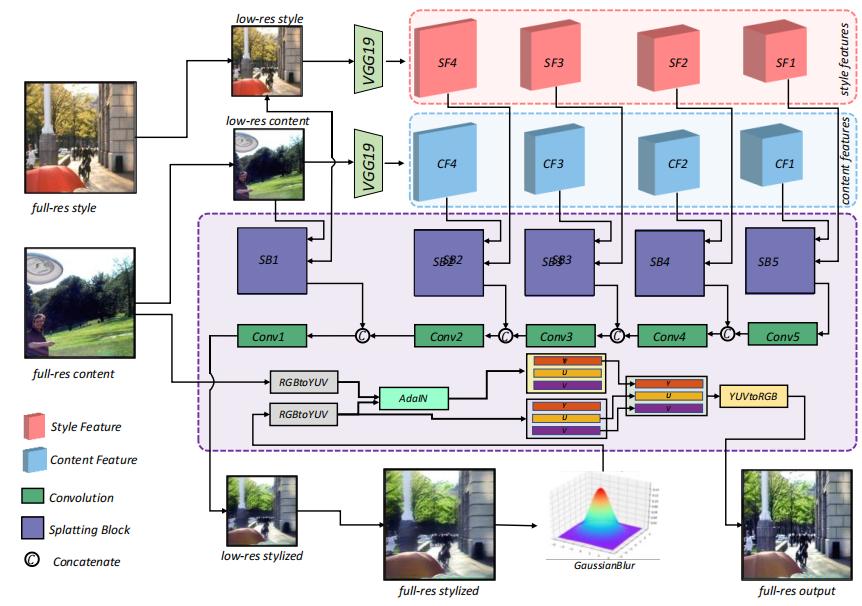 low-res style
VGG19
SF4
SF3
SF2
SF1
style features
low-res content
VGG19
CF4
CF3
CF2
CF1
content features
full-res style
SB1
SB2
SB3
SB4
SB5
C
C
C
C
Conv1
Conv2
Conv3
Conv4
Conv5
full-res content
RGBtoYUV
RGBtoYUV
AdaIN
U
V
Y
U
V
Y
U
V
YUVtoRGB
Style Feature
Content Feature
Convolution
Splatting Block
C Concatenate
low-res stylized
full-res stylized
GaussianBlur
full-res output